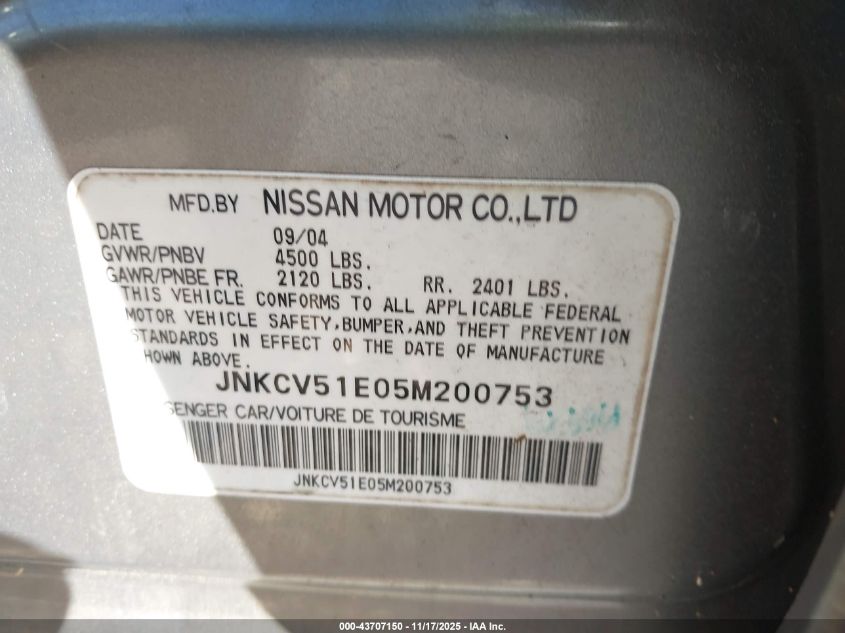 MFD.BY NISSAN MOTOR CO.,LTD
DATE 09/04
GVWR/PNBV 4500 LBS.
GAWR/PNBE FR. 2120 LBS. RR. 2401 LBS.
THIS VEHICLE CONFORMS TO ALL APPLICABLE FEDERAL
MOTOR VEHICLE SAFETY,BUMPER,AND THEFT PREVENTION
STANDARDS IN EFFECT ON THE DATE OF MANUFACTURE
HOWN ABOVE.
JNKCV51E05M200753
SENGER CAR/VOITURE DE TOURISME
JNKCV51E05M200753
000-43707150 - 11/17/2025 - IAA Inc.